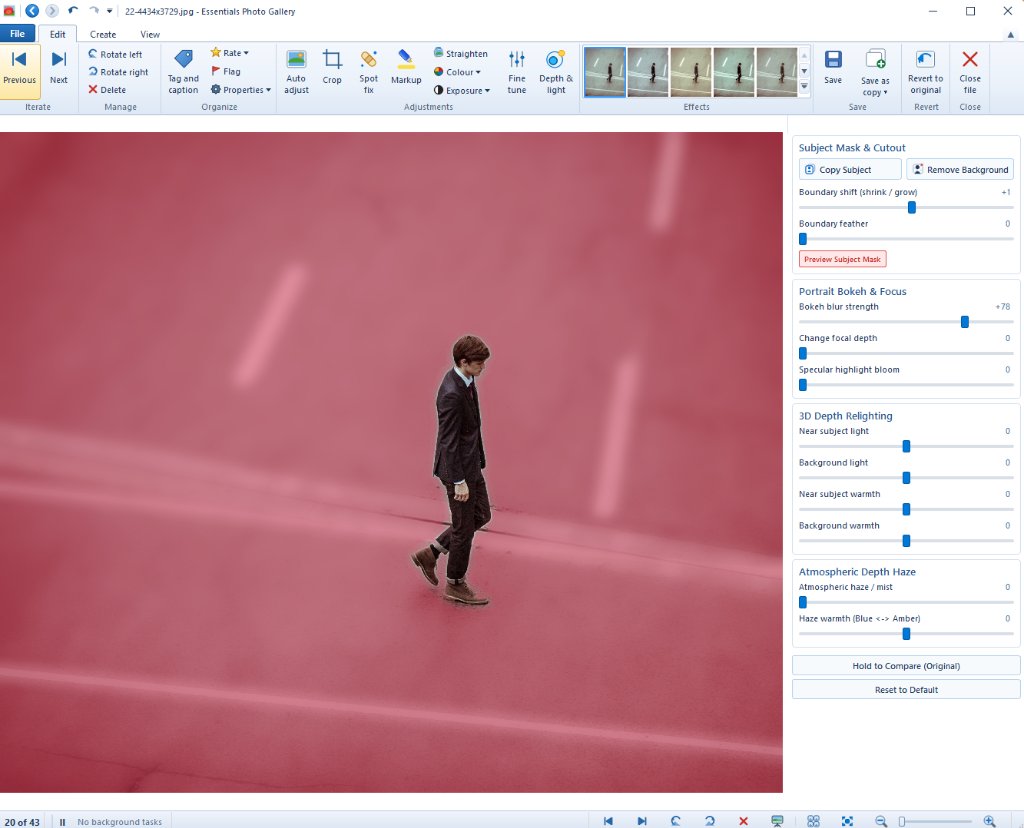 22-4434x3729.jpg - Essentials Photo Gallery
File Edit Create View
Previous
Next
Iterate
Rotate left
Rotate right
Delete
Manage
Tag and caption
Rate
Flag
Properties
Organize
Auto adjust
Crop
Spot fix
Markup
Straighten
Colour
Exposure
Adjustments
Fine tune
Depth & light
Effects
Save
Save as copy
Save
Revert to original
Revert
Close file
Close
Subject Mask & Cutout
Copy Subject Remove Background
Boundary shift (shrink / grow) +1
Boundary feather 0
Preview Subject Mask
Portrait Bokeh & Focus
Bokeh blur strength +78
Change focal depth 0
Specular highlight bloom 0
3D Depth Relighting
Near subject light 0
Background light 0
Near subject warmth 0
Background warmth 0
Atmospheric Depth Haze
Atmospheric haze / mist 0
Haze warmth (Blue <-> Amber) 0
Hold to Compare (Original)
Reset to Default
20 of 43 No background tasks